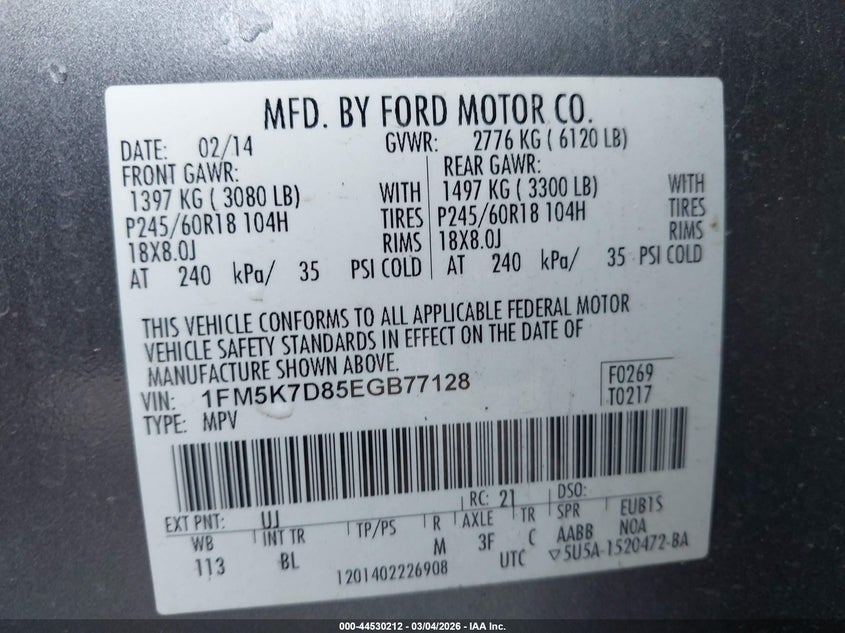 MFD. BY FORD MOTOR CO.
DATE: 02/14 GVWR: 2776 KG ( 6120 LB)
FRONT GAWR:
1397 KG ( 3080 LB) WITH
P245/60R18 104H TIRES
18X8.0J RIMS
AT 240 kPa/ 35 PSI COLD
REAR GAWR:
1497 KG ( 3300 LB) WITH
P245/60R18 104H TIRES
18X8.0J RIMS
AT 240 kPa/ 35 PSI COLD
THIS VEHICLE CONFORMS TO ALL APPLICABLE FEDERAL MOTOR
VEHICLE SAFETY STANDARDS IN EFFECT ON THE DATE OF
MANUFACTURE SHOWN ABOVE.
VIN: 1FM5K7D85EGB77128
TYPE: MPV
F0269
T0217
EXT PNT: UJ RC: 21 DSO:
WB INT TR TP/PS R AXLE TR SPR EUB1S
113 BL M 3F C AABB NOA
1201402226908 UTC ▽5U5A-1520472-BA
000-44530212 - 03/04/2026 - IAA Inc.